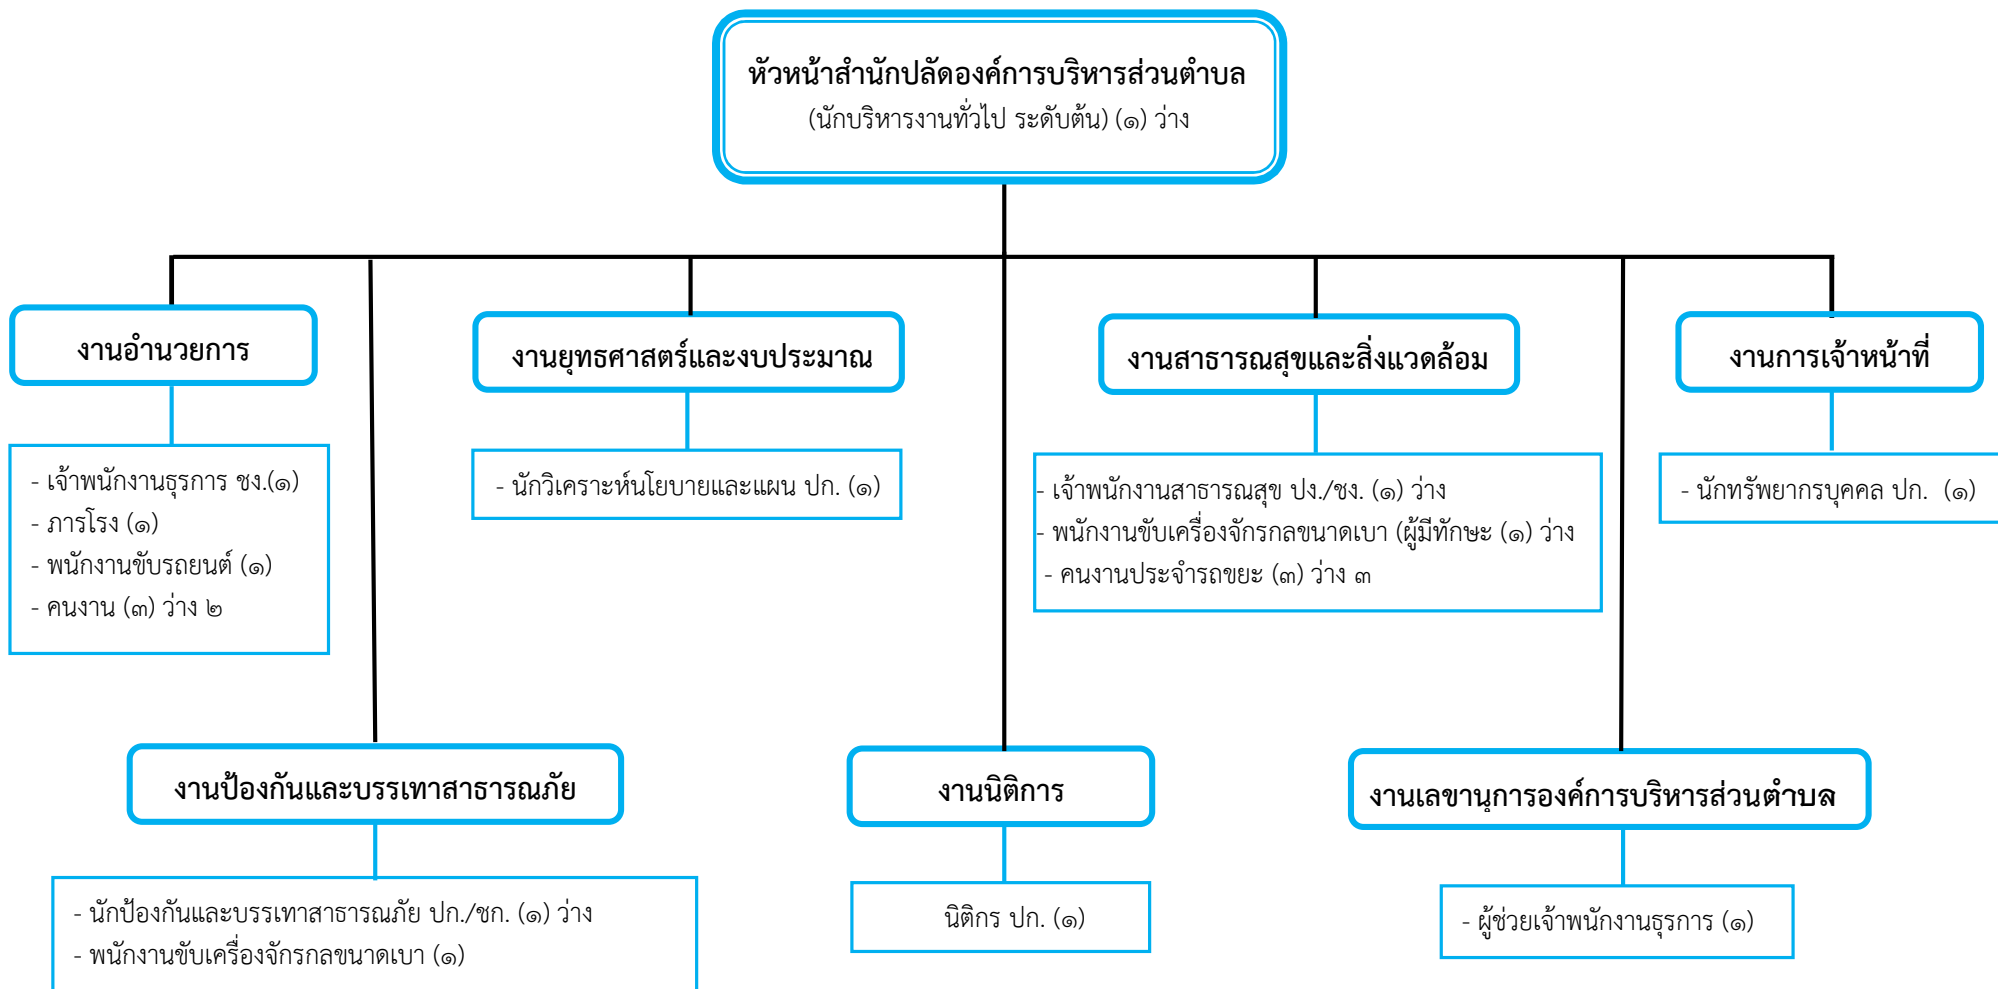 หัวหน้าสำนักปลัดองค์การบริหารส่วนตำบล
(นักบริหารงานทั่วไป ระดับต้น) (๑) ว่าง
งานอำนวยการ
- เจ้าพนักงานธุรการ ชง.(๑)
- ภารโรง (๑)
- พนักงานขับรถยนต์ (๑)
- คนงาน (๓) ว่าง ๒
งานยุทธศาสตร์และงบประมาณ
- นักวิเคราะห์นโยบายและแผน ปก. (๑)
งานสาธารณสุขและสิ่งแวดล้อม
- เจ้าพนักงานสาธารณสุข ปง./ชง. (๑) ว่าง
- พนักงานขับเครื่องจักรกลขนาดเบา (ผู้มีทักษะ (๑) ว่าง
- คนงานประจำรถขยะ (๓) ว่าง ๓
งานการเจ้าหน้าที่
- นักทรัพยากรบุคคล ปก. (๑)
งานป้องกันและบรรเทาสาธารณภัย
- นักป้องกันและบรรเทาสาธารณภัย ปก./ชก. (๑) ว่าง
- พนักงานขับเครื่องจักรกลขนาดเบา (๑)
งานนิติการ
นิติกร ปก. (๑)
งานเลขานุการองค์การบริหารส่วนตำบล
- ผู้ช่วยเจ้าพนักงานธุรการ (๑)